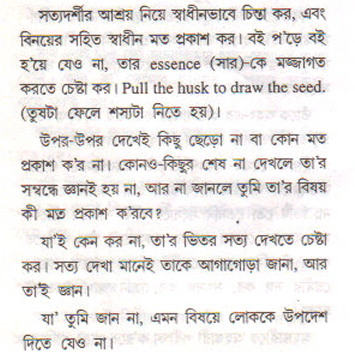 সত্যদর্শীর আশ্রয় নিয়ে স্বাধীনভাবে চিন্তা কর, এবং
বিনয়ের সহিত স্বাধীন মত প্রকাশ কর। বই প'ড়ে বই
হ'য়ে যেও না, তার essence (সার)-কে মজ্জাগত
করতে চেষ্টা কর। Pull the husk to draw the seed.
(তুষটা ফেলে শসাটা নিতে হয়)।
উপর-উপর দেখেই কিছু ছেড়ো না বা কোন মত
প্রকাশ ক'র না। কোনও-কিছুর শেষ না দেখলে তা'র
সম্বন্ধে জ্ঞানই হয় না, আর না জানলে তুমি তা'র বিষয়
কী মত প্রকাশ ক'রবে?
যা'ই কেন কর না, তা'র ভিতর সত্য দেখতে চেষ্টা
কর। সত্য দেখা মানেই তাকে আগাগোড়া জানা, আর
তা'ই জ্ঞান।
যা' তুমি জান না, এমন বিষয়ে লোককে উপদেশ
দিতে যেও না।